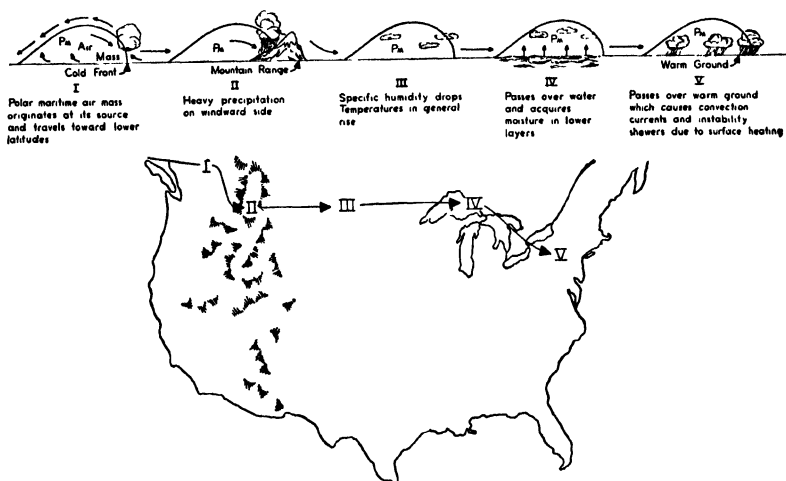 Pm Air Mass
Cold Front
I
Polar maritime air mass
originates at its source
and travels toward lower
latitudes
Pm
Mountain Range
II
Heavy precipitation
on windward side
Pm
III
Specific humidity drops
Temperatures in general
rise
Pm
IV
Passes over water
and acquires
moisture in lower
layers
Pm
Warm Ground
V
Passes over warm ground
which causes convection
currents and instability
showers due to surface heating
I
II
III
IV
V